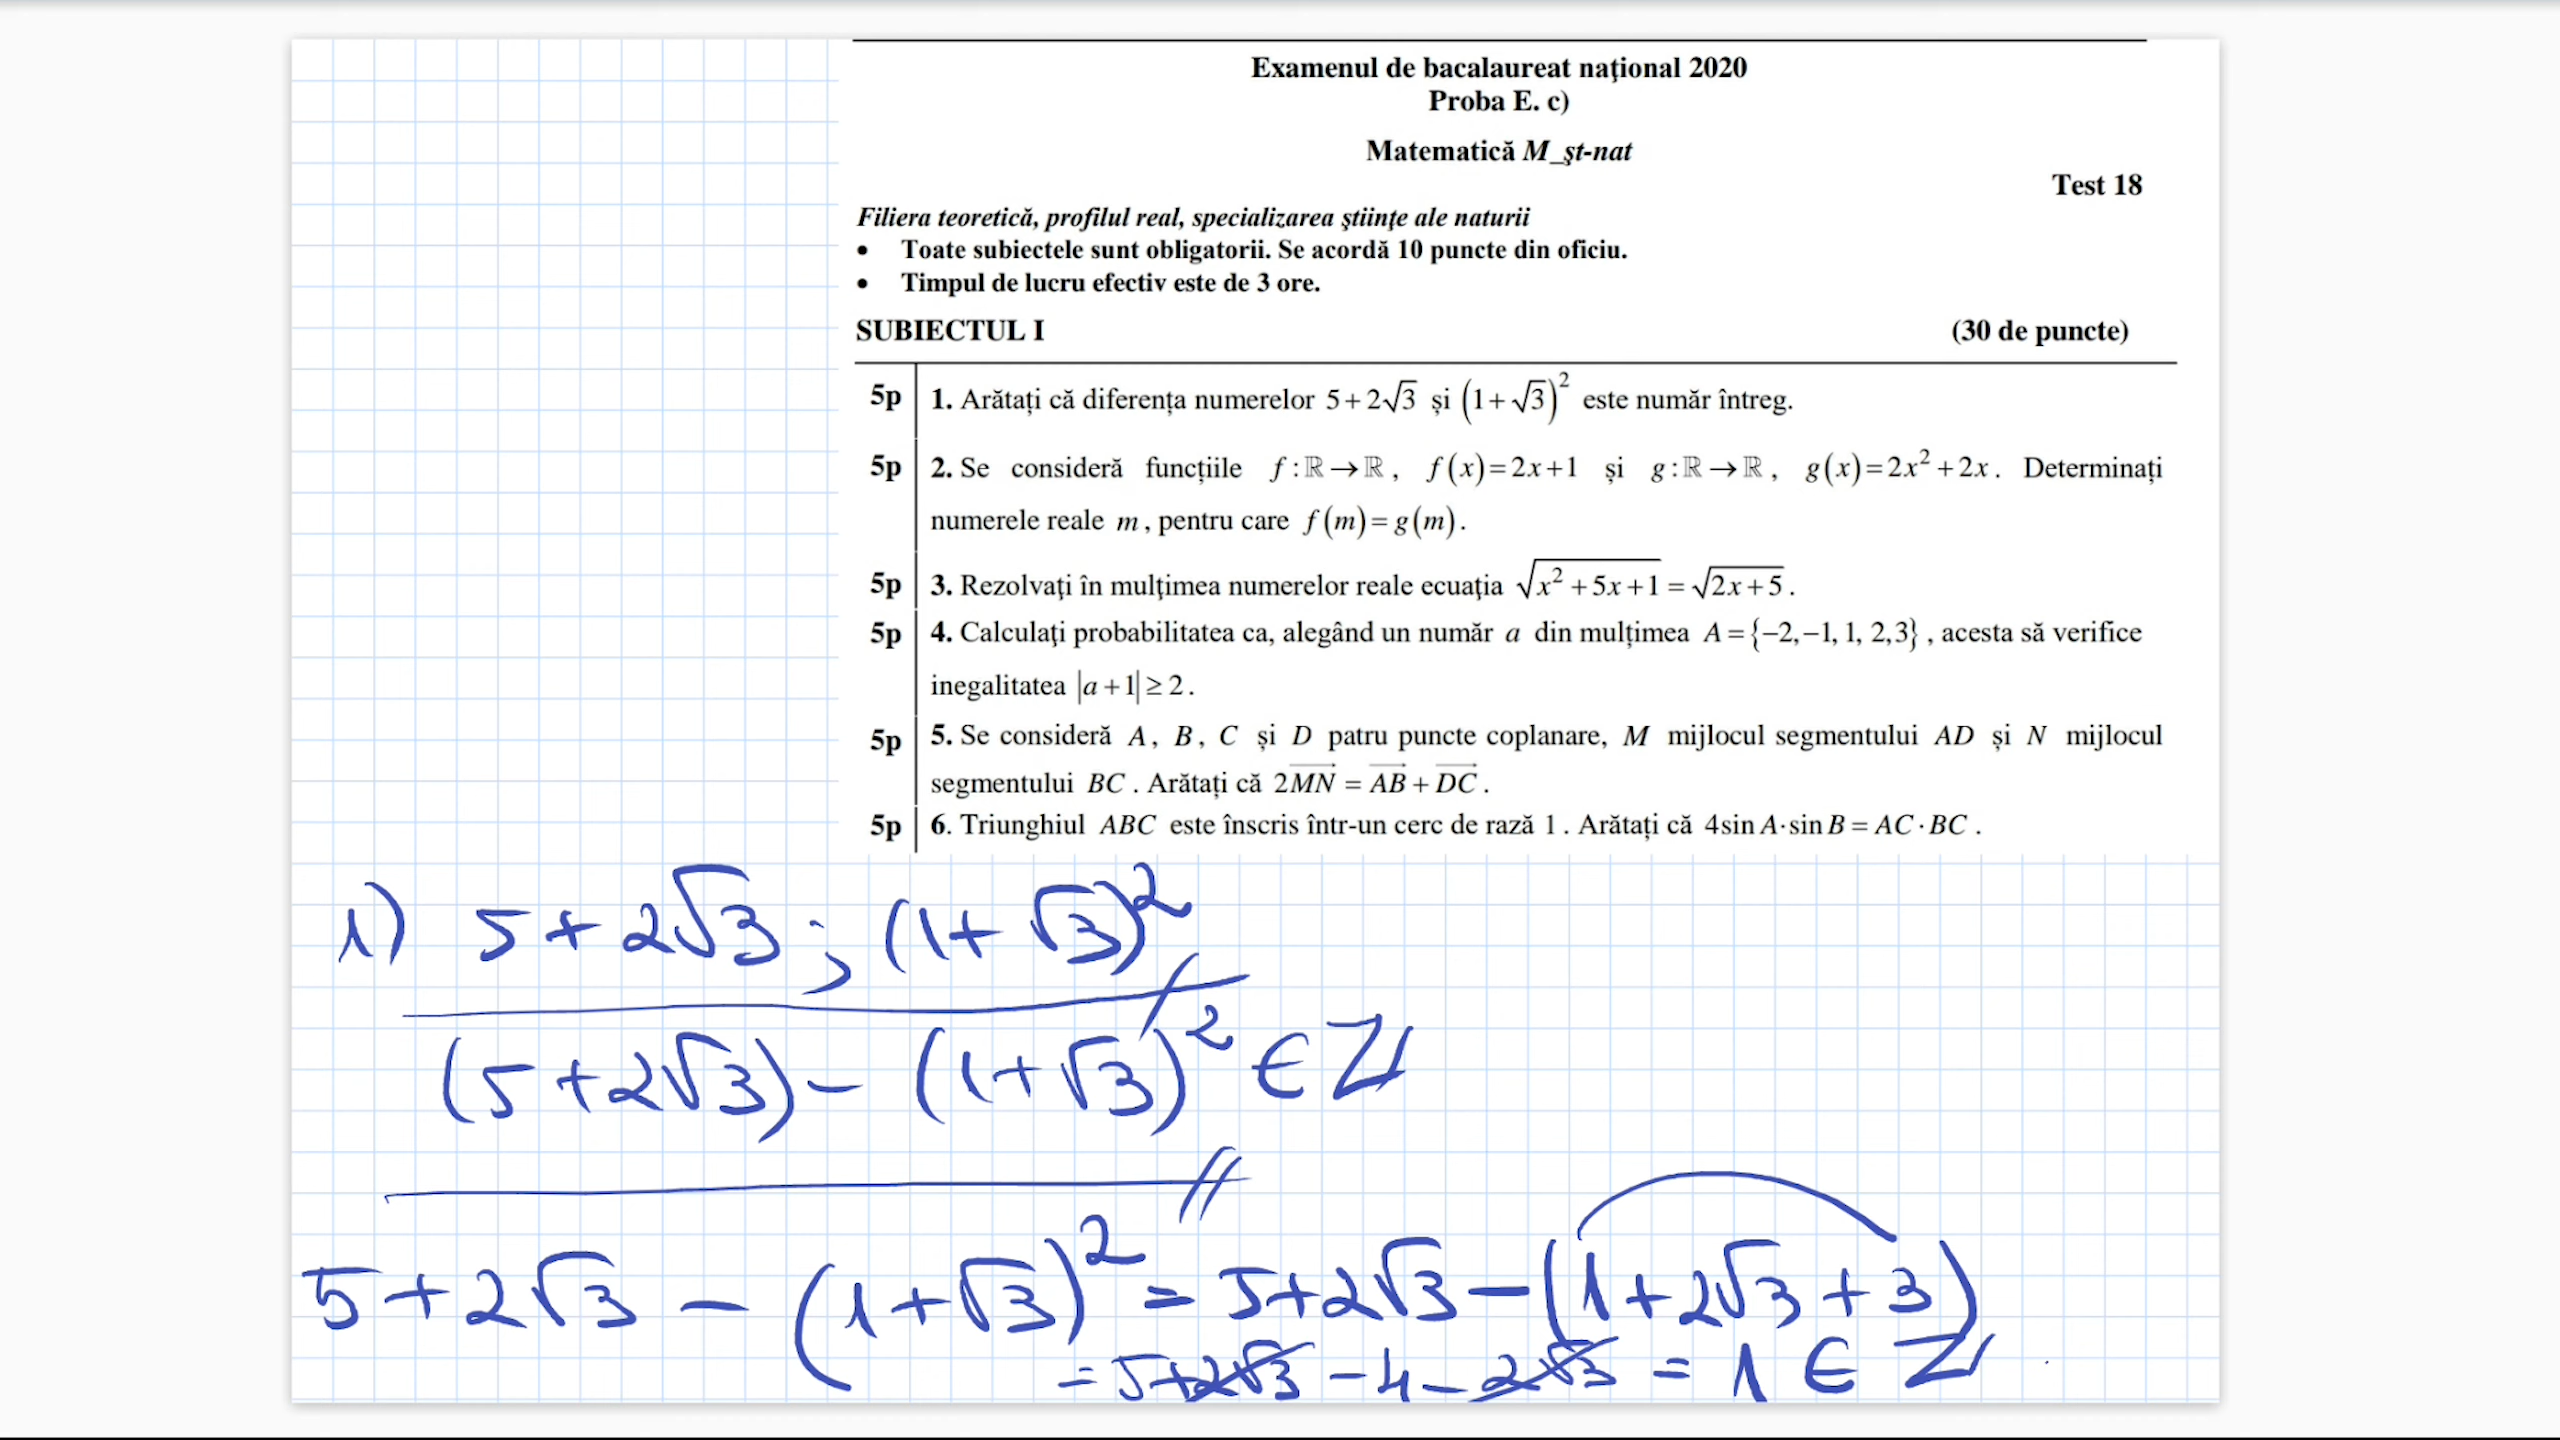 Examenul de bacalaureat naţional 2020
Proba E. c)
Matematică M_şt-nat
Test 18
Filiera teoretică, profilul real, specializarea ştiinţe ale naturii
• Toate subiectele sunt obligatorii. Se acordă 10 puncte din oficiu.
• Timpul de lucru efectiv este de 3 ore.
SUBIECTUL I (30 de puncte)
5p 1. Arătați că diferența numerelor 5+2√3 și (1+√3)² este număr întreg.
5p 2. Se consideră funcțiile f:ℝ→ℝ, f(x)=2x+1 și g:ℝ→ℝ, g(x)=2x²+2x. Determinați
numerele reale m, pentru care f(m)=g(m).
5p 3. Rezolvați în mulțimea numerelor reale ecuația √(x²+5x+1) = √(2x+5).
5p 4. Calculați probabilitatea ca, alegând un număr a din mulțimea A={−2,−1,1,2,3}, acesta să verifice
inegalitatea |a+1|≥2.
5p 5. Se consideră A, B, C și D patru puncte coplanare, M mijlocul segmentului AD și N mijlocul
segmentului BC. Arătați că 2MN⃗ = AB⃗ + DC⃗.
5p 6. Triunghiul ABC este înscris într-un cerc de rază 1. Arătați că 4sin A·sin B = AC·BC.
1) 5+2√3 ; (1+√3)²
(5+2√3) − (1+√3)² ∈ ℤ
5+2√3 − (1+√3)² = 5+2√3 − (1+2√3+3)
= 5+2√3 − 4 − 2√3 = 1 ∈ ℤ